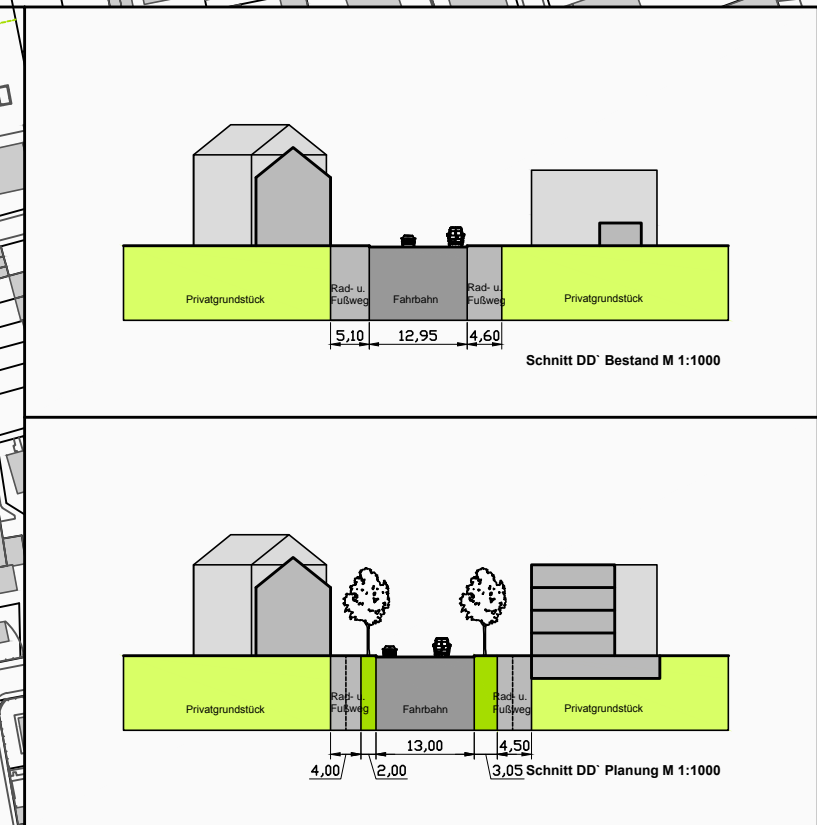 Privatgrundstück
Rad- u.
Fußweg
Fahrbahn
Rad- u.
Fußweg
Privatgrundstück
5,10
12,95
4,60
Schnitt DD` Bestand M 1:1000
Privatgrundstück
Rad- u.
Fußweg
Fahrbahn
Rad- u.
Fußweg
Privatgrundstück
13,00
4,50
4,00
2,00
3,05
Schnitt DD` Planung M 1:1000